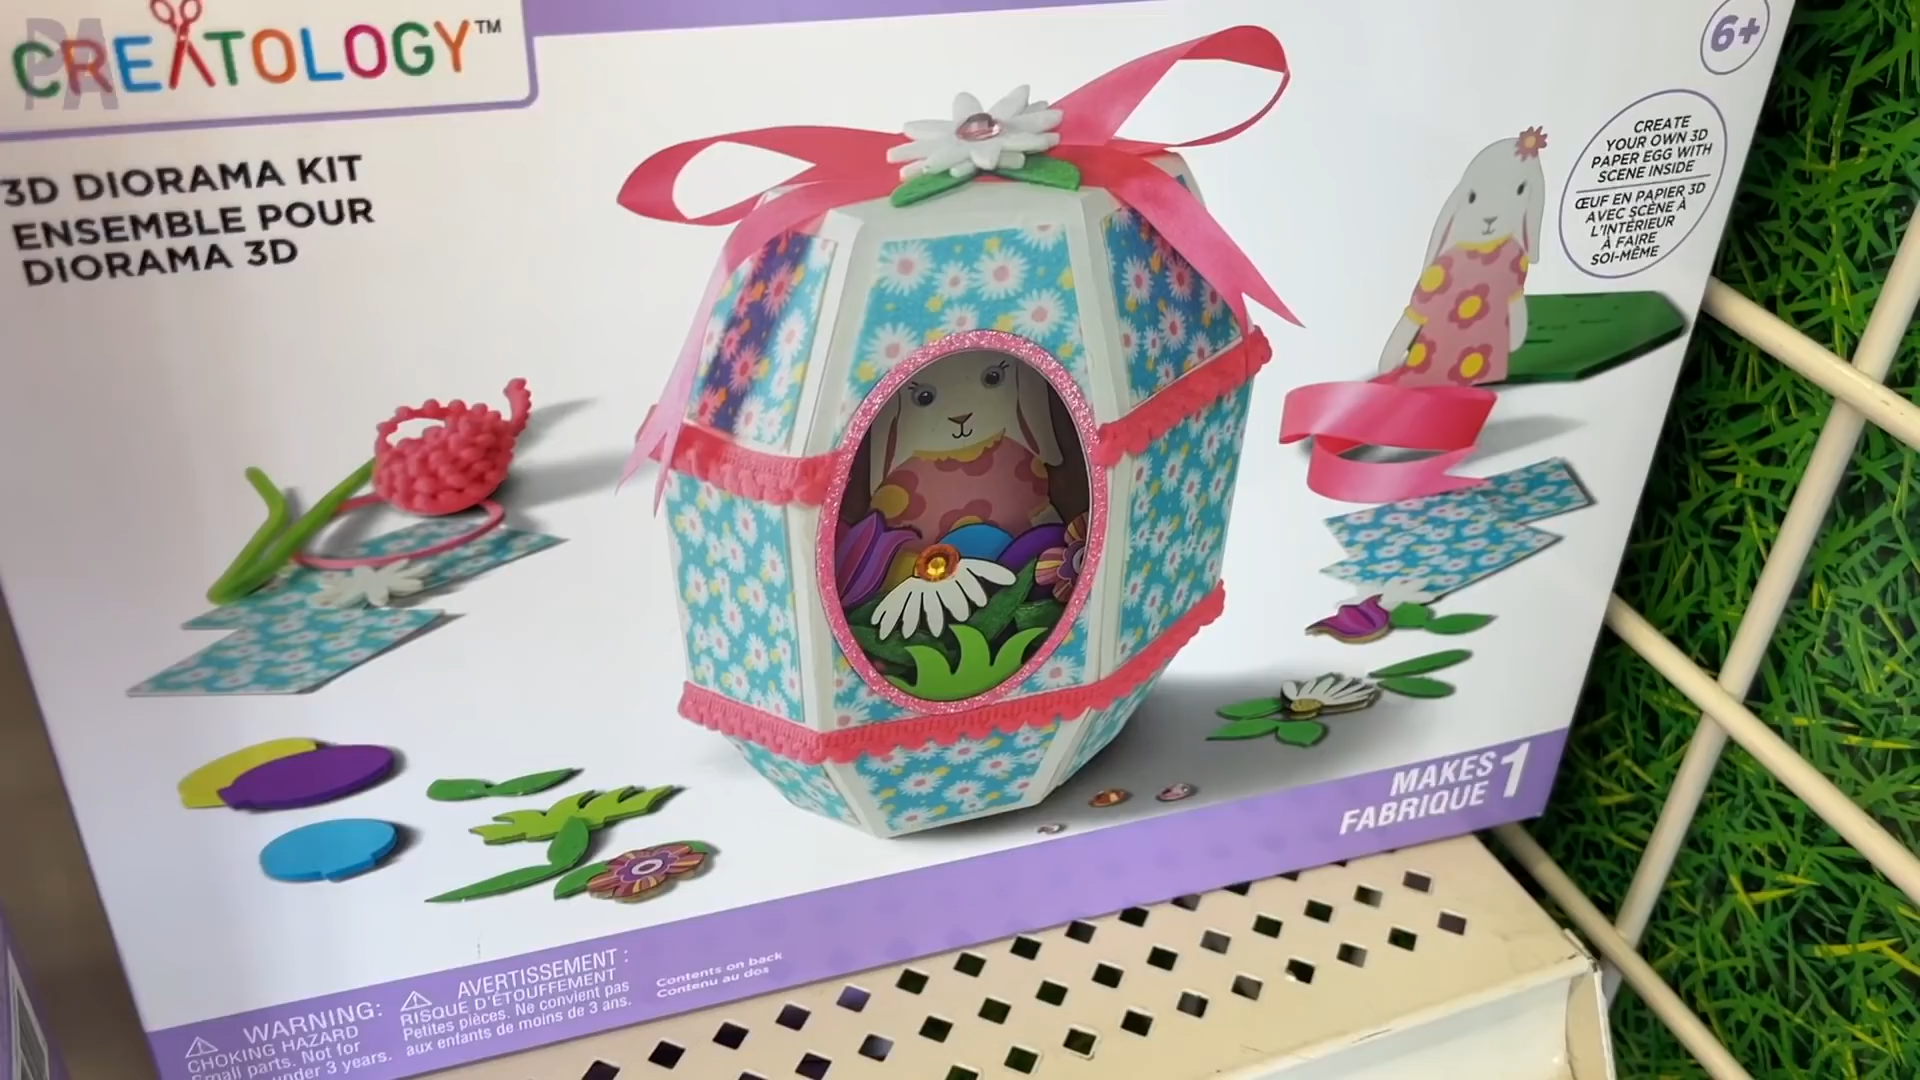 CREATOLOGY™
PA
3D DIORAMA KIT
ENSEMBLE POUR
DIORAMA 3D
6+
CREATE
YOUR OWN 3D
PAPER EGG WITH
SCENE INSIDE
ŒUF EN PAPIER 3D
AVEC SCÈNE À
L'INTÉRIEUR
À FAIRE
SOI-MÊME
MAKES
FABRIQUE 1
WARNING:
CHOKING HAZARD
Small parts. Not for
under 3 years.
AVERTISSEMENT :
RISQUE D'ÉTOUFFEMENT
Petites pièces. Ne convient pas
aux enfants de moins de 3 ans.
Contents on back
Contenu au dos